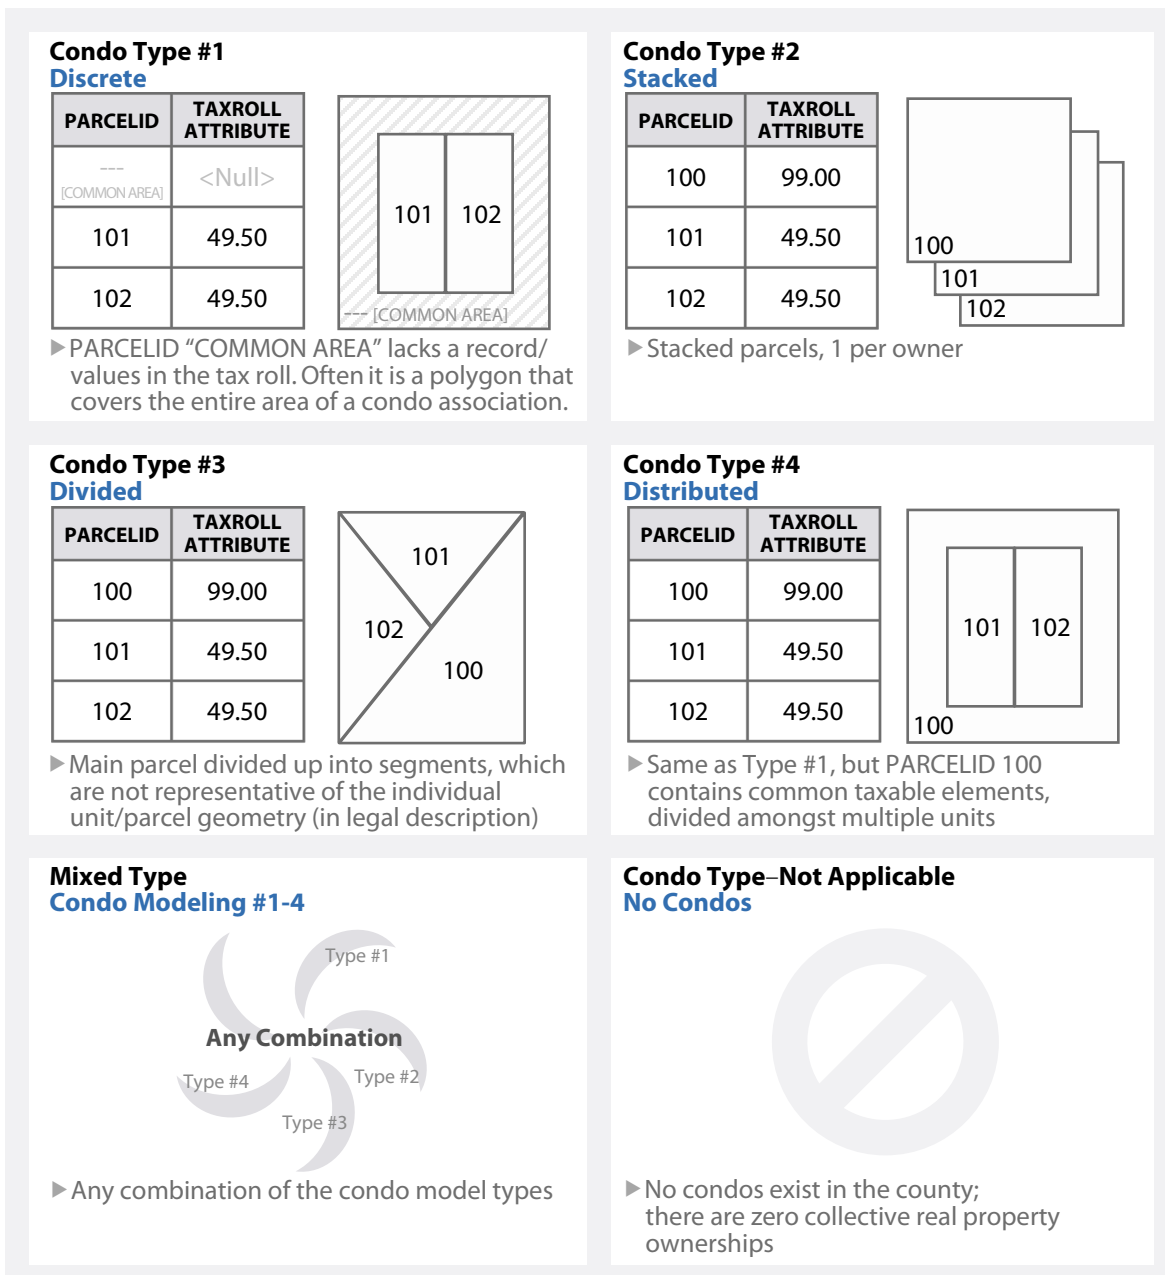 Condo Type #1
Discrete
PARCELID TAXROLL ATTRIBUTE
--- [COMMON AREA] <Null>
101 49.50
102 49.50
101 102
--- [COMMON AREA]
PARCELID “COMMON AREA” lacks a record/
values in the tax roll. Often it is a polygon that
covers the entire area of a condo association.
Condo Type #2
Stacked
PARCELID TAXROLL ATTRIBUTE
100 99.00
101 49.50
102 49.50
100
101
102
Stacked parcels, 1 per owner
Condo Type #3
Divided
PARCELID TAXROLL ATTRIBUTE
100 99.00
101 49.50
102 49.50
101
102
100
Main parcel divided up into segments, which
are not representative of the individual
unit/parcel geometry (in legal description)
Condo Type #4
Distributed
PARCELID TAXROLL ATTRIBUTE
100 99.00
101 49.50
102 49.50
101 102
100
Same as Type #1, but PARCELID 100
contains common taxable elements,
divided amongst multiple units
Mixed Type
Condo Modeling #1-4
Type #1
Any Combination
Type #2
Type #4
Type #3
Any combination of the condo model types
Condo Type–Not Applicable
No Condos
No condos exist in the county;
there are zero collective real property
ownerships